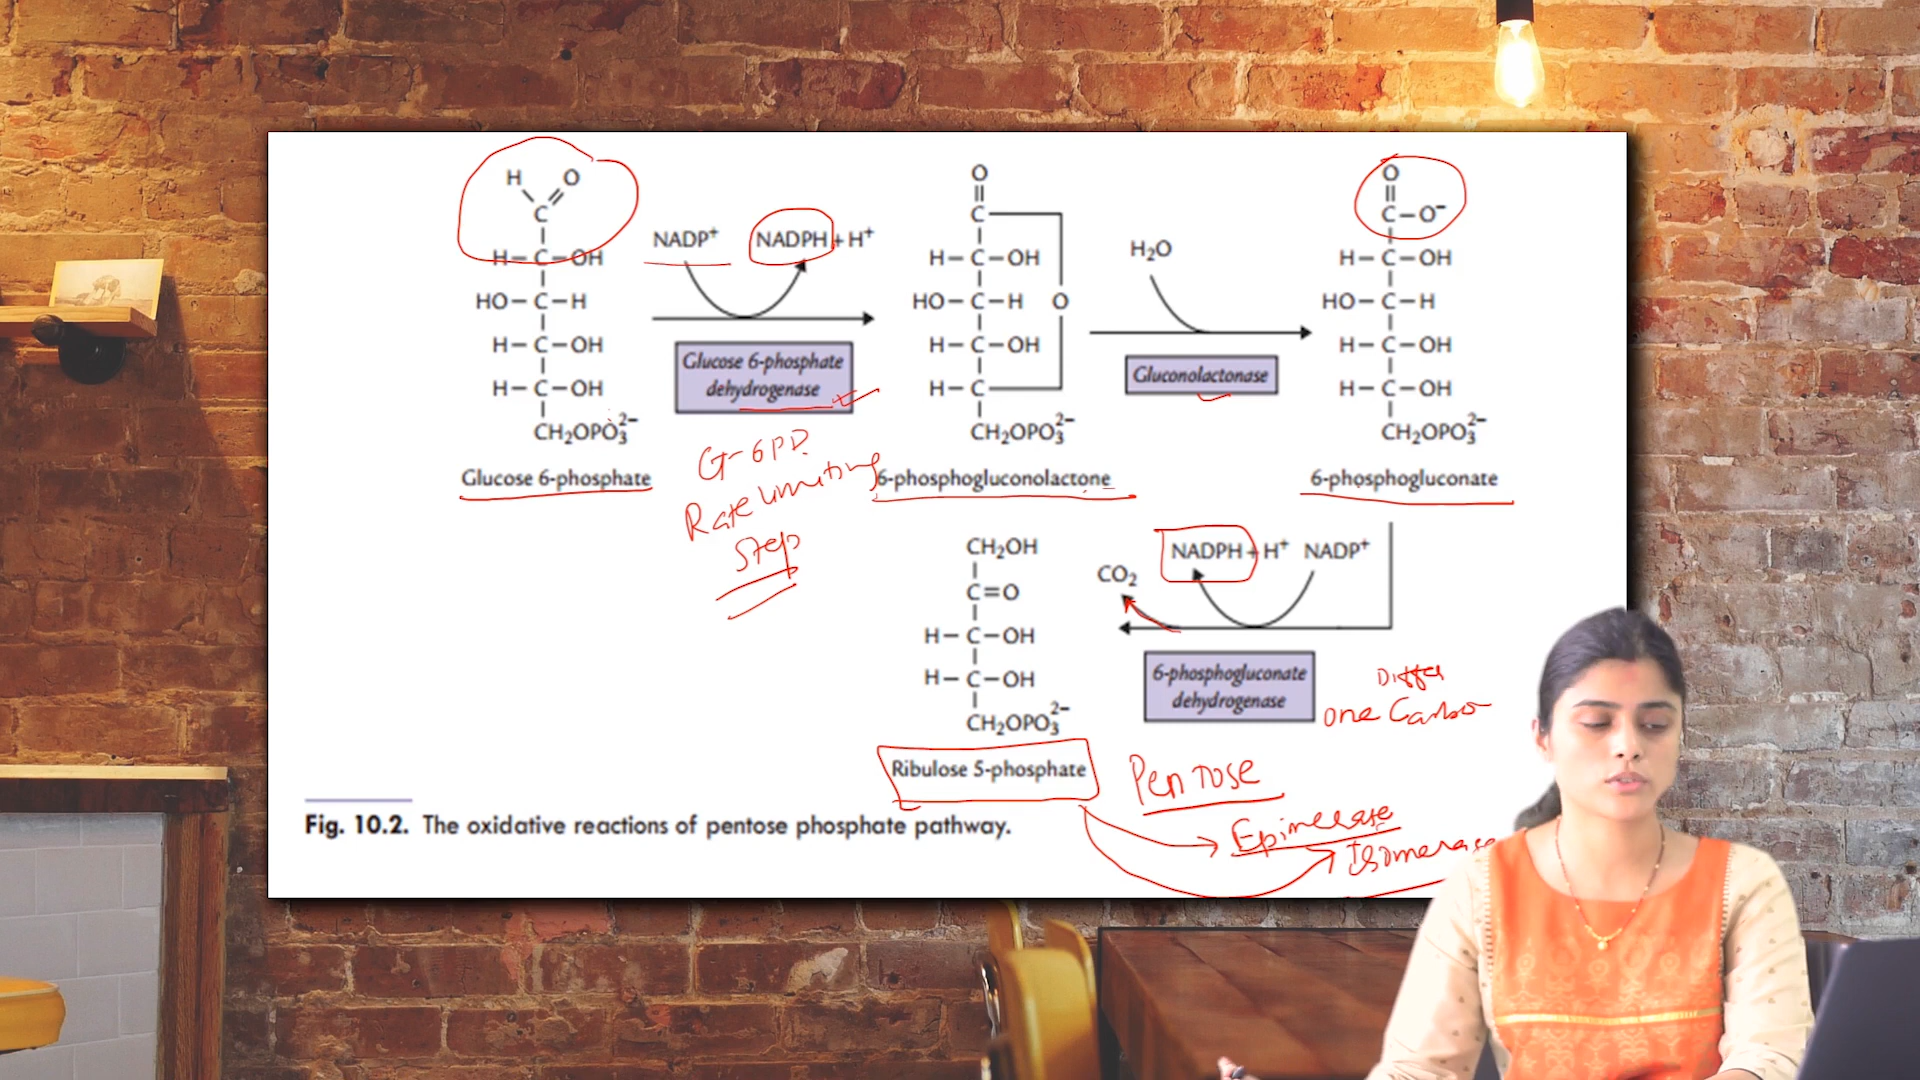 H O
C
NADP⁺ NADPH + H⁺
H–C–OH
HO–C–H
H–C–OH
H–C–OH
CH₂OPO₃²⁻
Glucose 6-phosphate
Glucose 6-phosphate
dehydrogenase
G-6PD
Rate limiting
Step
O
C
H–C–OH
HO–C–H O
H–C–OH
H–C
CH₂OPO₃²⁻
6-phosphogluconolactone
H₂O
Gluconolactonase
O
C–O⁻
H–C–OH
HO–C–H
H–C–OH
H–C–OH
CH₂OPO₃²⁻
6-phosphogluconate
NADPH + H⁺ NADP⁺
CO₂
6-phosphogluconate
dehydrogenase
Differ
one Carbon
CH₂OH
C=O
H–C–OH
H–C–OH
CH₂OPO₃²⁻
Ribulose 5-phosphate
Pentose
Epimerase
Isomerase
Fig. 10.2. The oxidative reactions of pentose phosphate pathway.